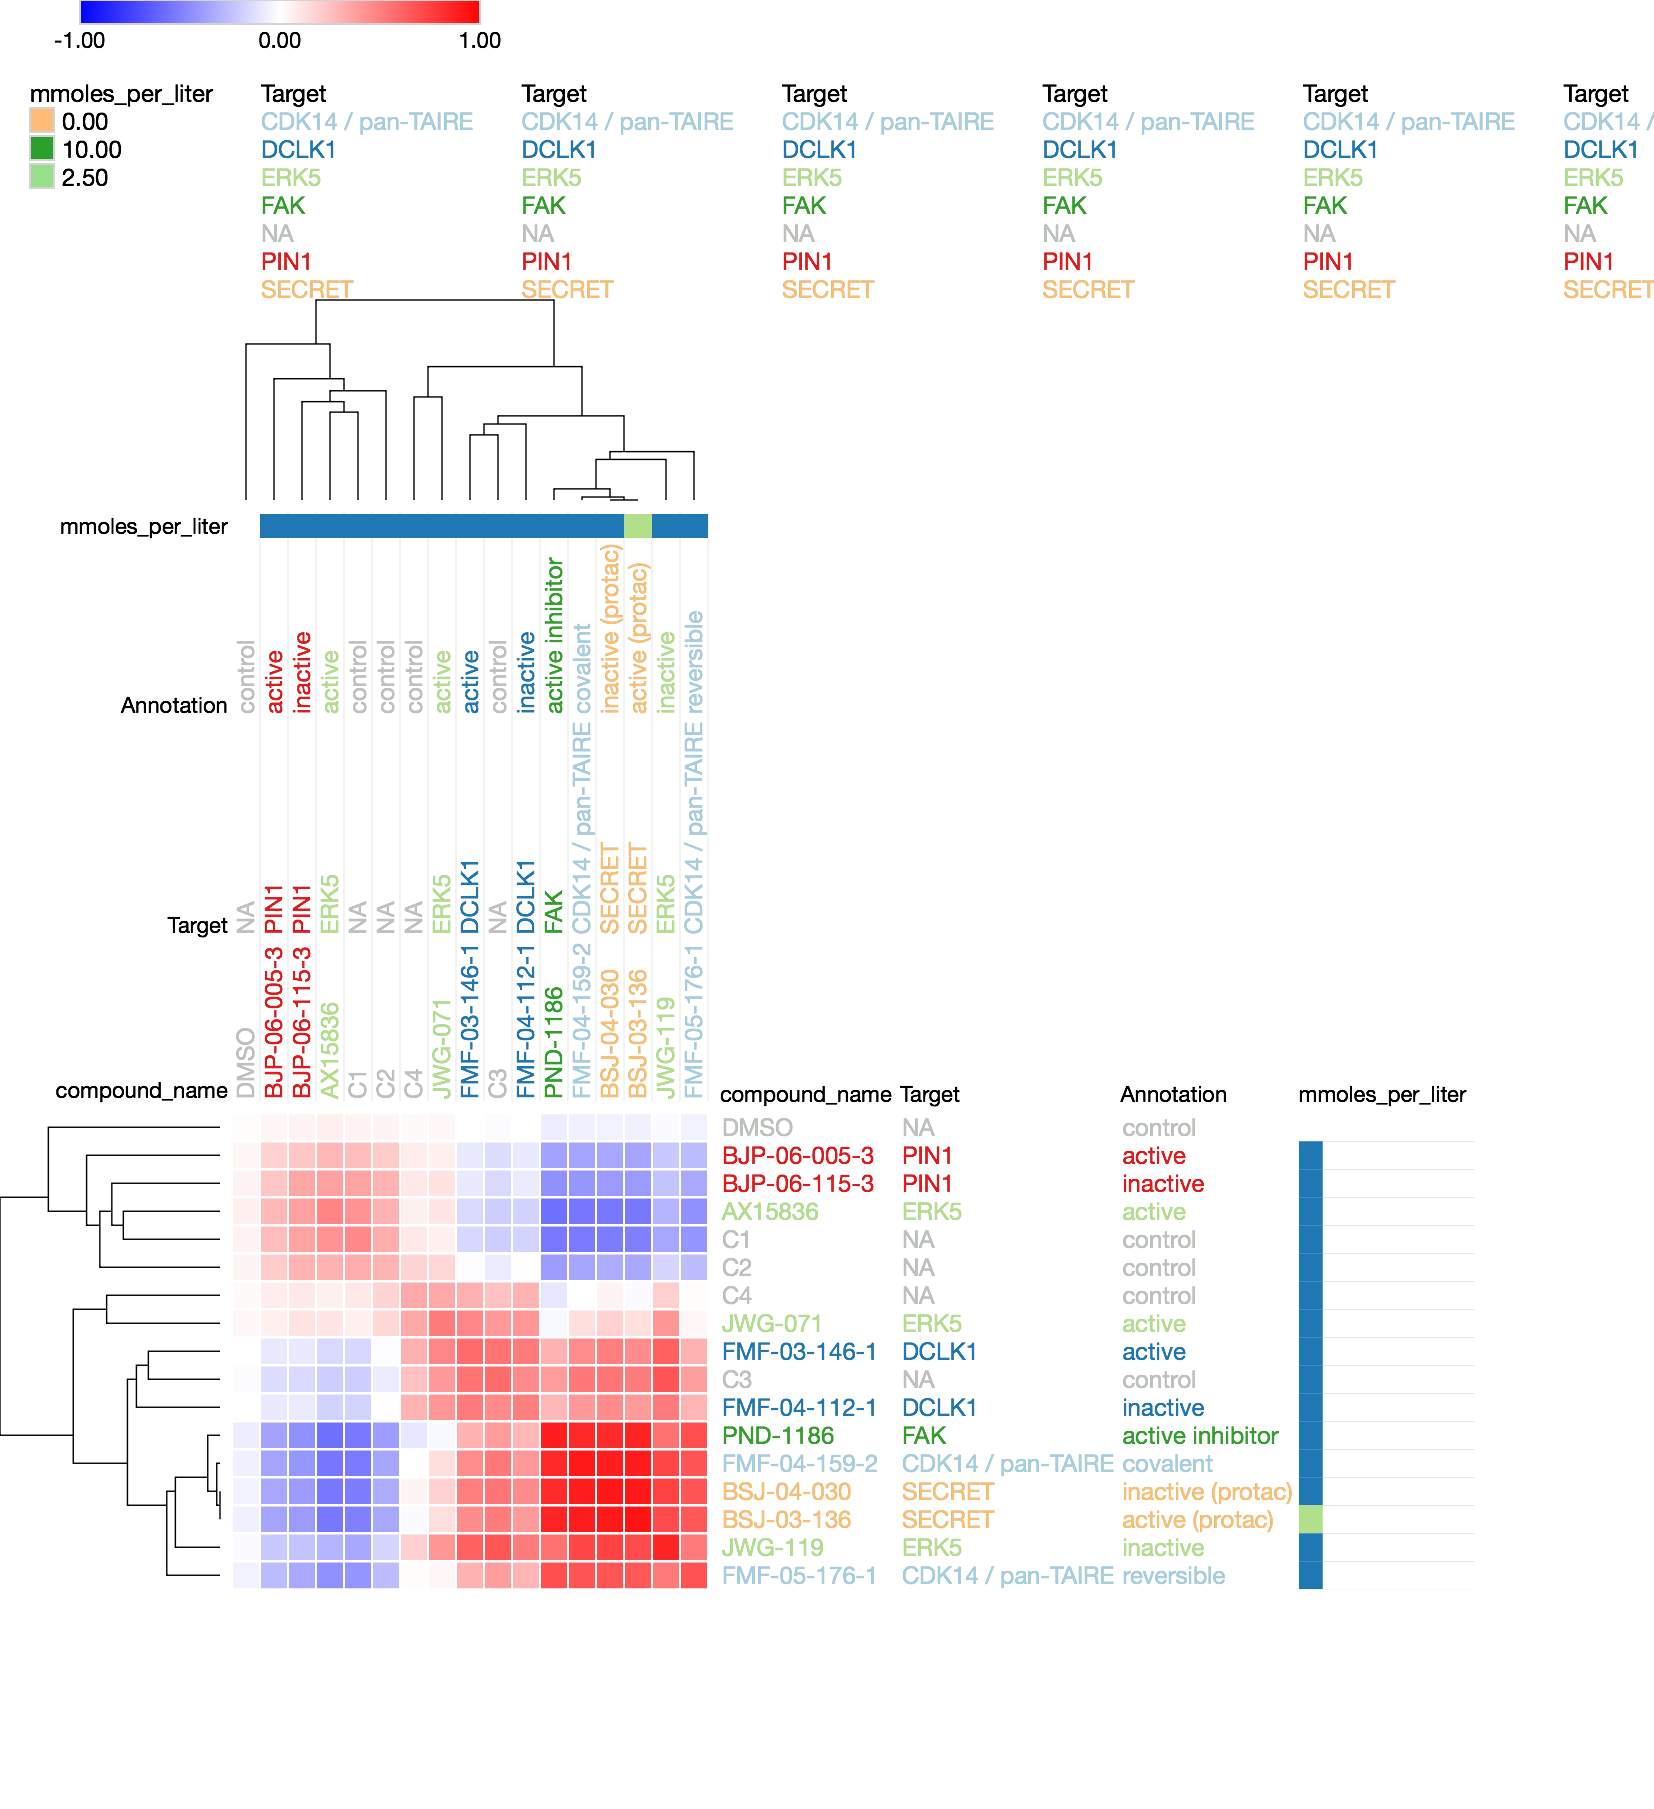 -1.00 0.00 1.00
mmoles_per_liter
0.00
10.00
2.50
Target
CDK14 / pan-TAIRE
DCLK1
ERK5
FAK
NA
PIN1
SECRET
Target
CDK14 / pan-TAIRE
DCLK1
ERK5
FAK
NA
PIN1
SECRET
Target
CDK14 / pan-TAIRE
DCLK1
ERK5
FAK
NA
PIN1
SECRET
Target
CDK14 / pan-TAIRE
DCLK1
ERK5
FAK
NA
PIN1
SECRET
Target
CDK14 / pan-TAIRE
DCLK1
ERK5
FAK
NA
PIN1
SECRET
Target
CDK14 /
DCLK1
ERK5
FAK
NA
PIN1
SECRET
mmoles_per_liter
Annotation
control
active
inactive
active
control
control
control
active
active
control
inactive
active inhibitor
covalent
inactive (protac)
active (protac)
inactive
reversible
Target
NA
PIN1
PIN1
ERK5
NA
NA
NA
ERK5
DCLK1
NA
DCLK1
FAK
CDK14 / pan-TAIRE
SECRET
SECRET
ERK5
CDK14 / pan-TAIRE
compound_name
DMSO
BJP-06-005-3
BJP-06-115-3
AX15836
C1
C2
C4
JWG-071
FMF-03-146-1
C3
FMF-04-112-1
PND-1186
FMF-04-159-2
BSJ-04-030
BSJ-03-136
JWG-119
FMF-05-176-1
compound_name Target Annotation mmoles_per_liter
DMSO NA control
BJP-06-005-3 PIN1 active
BJP-06-115-3 PIN1 inactive
AX15836 ERK5 active
C1 NA control
C2 NA control
C4 NA control
JWG-071 ERK5 active
FMF-03-146-1 DCLK1 active
C3 NA control
FMF-04-112-1 DCLK1 inactive
PND-1186 FAK active inhibitor
FMF-04-159-2 CDK14 / pan-TAIRE covalent
BSJ-04-030 SECRET inactive (protac)
BSJ-03-136 SECRET active (protac)
JWG-119 ERK5 inactive
FMF-05-176-1 CDK14 / pan-TAIRE reversible